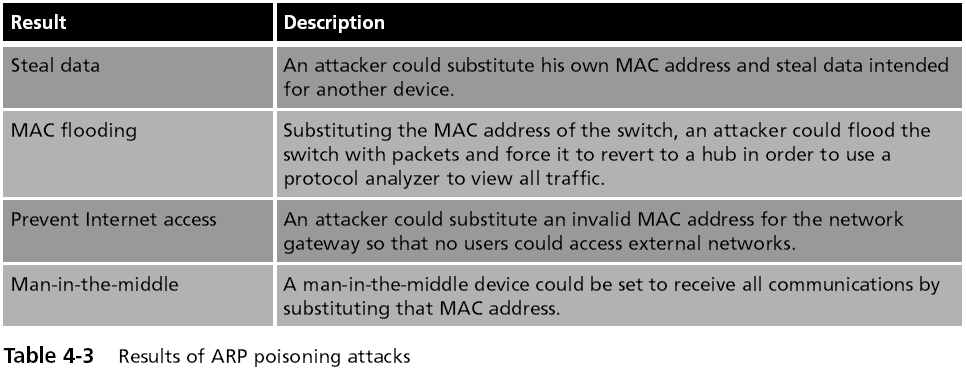 Result Description
Steal data An attacker could substitute his own MAC address and steal data intended
for another device.
MAC flooding Substituting the MAC address of the switch, an attacker could flood the
switch with packets and force it to revert to a hub in order to use a
protocol analyzer to view all traffic.
Prevent Internet access An attacker could substitute an invalid MAC address for the network
gateway so that no users could access external networks.
Man-in-the-middle A man-in-the-middle device could be set to receive all communications by
substituting that MAC address.
Table 4-3 Results of ARP poisoning attacks